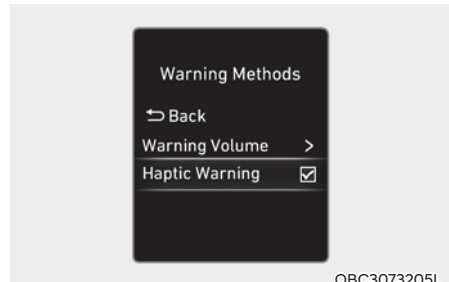 Warning Methods
Back
Warning Volume >
Haptic Warning
OBC3073205L